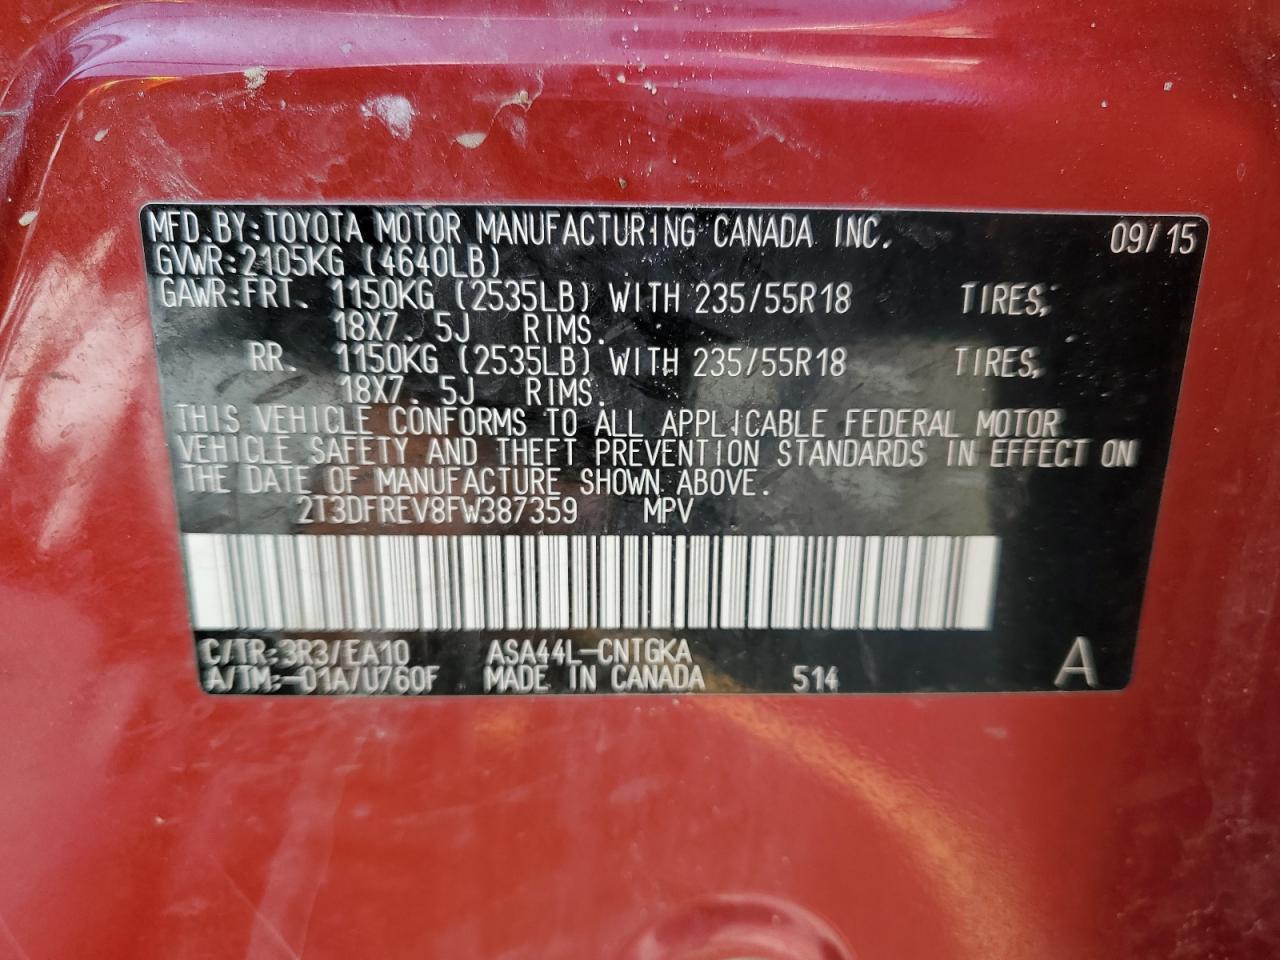 MFD.BY:TOYOTA MOTOR MANUFACTURING CANADA INC. 09/15
GVWR:2105KG (4640LB)
GAWR:FRT. 1150KG (2535LB) WITH 235/55R18 TIRES,
18X7.5J RIMS.
RR. 1150KG (2535LB) WITH 235/55R18 TIRES,
18X7.5J RIMS.
THIS VEHICLE CONFORMS TO ALL APPLICABLE FEDERAL MOTOR
VEHICLE SAFETY AND THEFT PREVENTION STANDARDS IN EFFECT ON
THE DATE OF MANUFACTURE SHOWN ABOVE.
2T3DFREV8FW387359 MPV
C/TR:3R3/EA10 ASA44L-CNTGKA
A/TM:-01A/U760F MADE IN CANADA 514 A